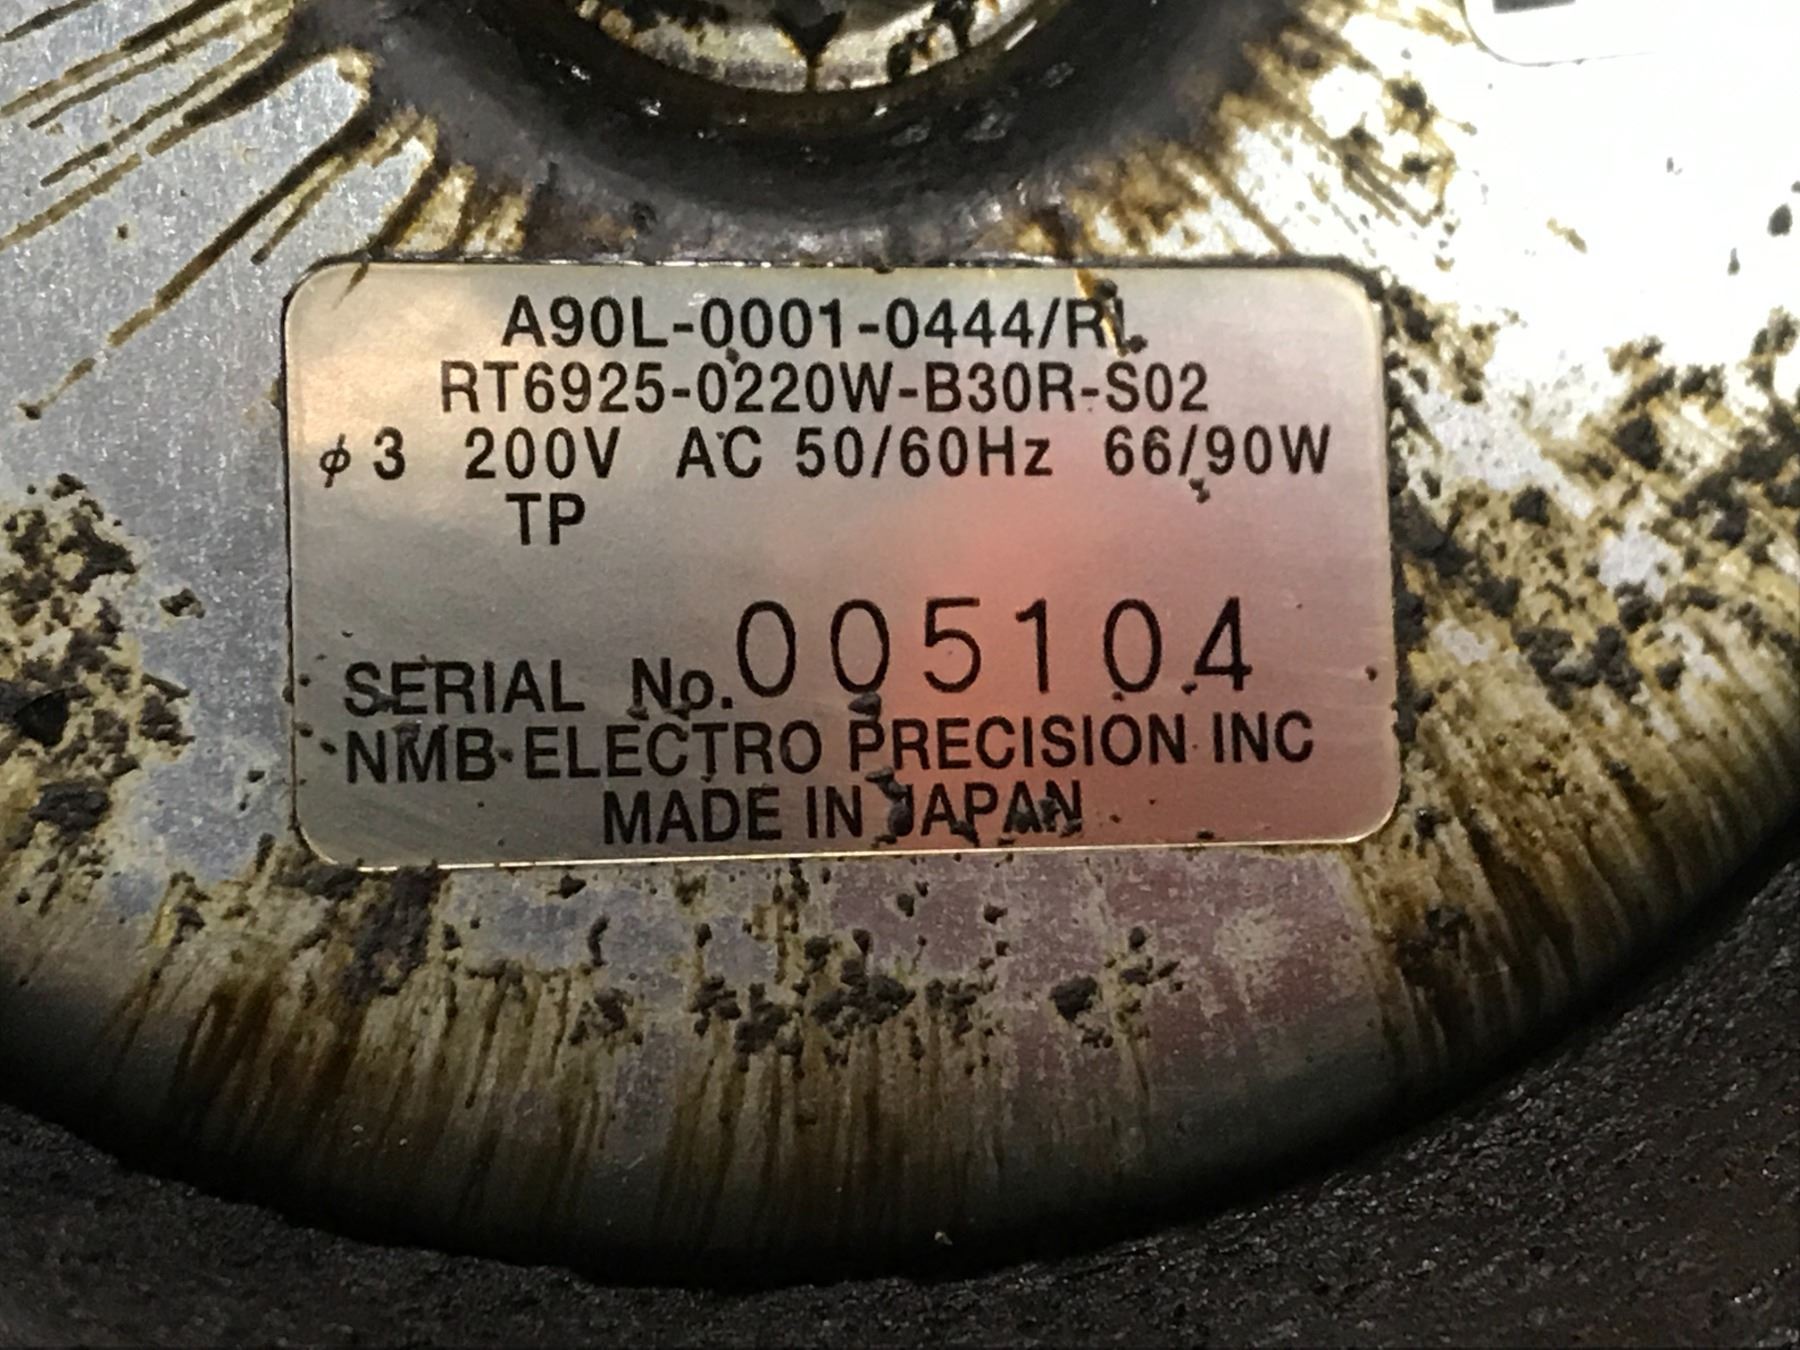 A90L-0001-0444/RL
RT6925-0220W-B30R-S02
φ3 200V AC 50/60Hz 66/90W
TP
SERIAL No. 005104
NMB ELECTRO PRECISION INC
MADE IN JAPAN